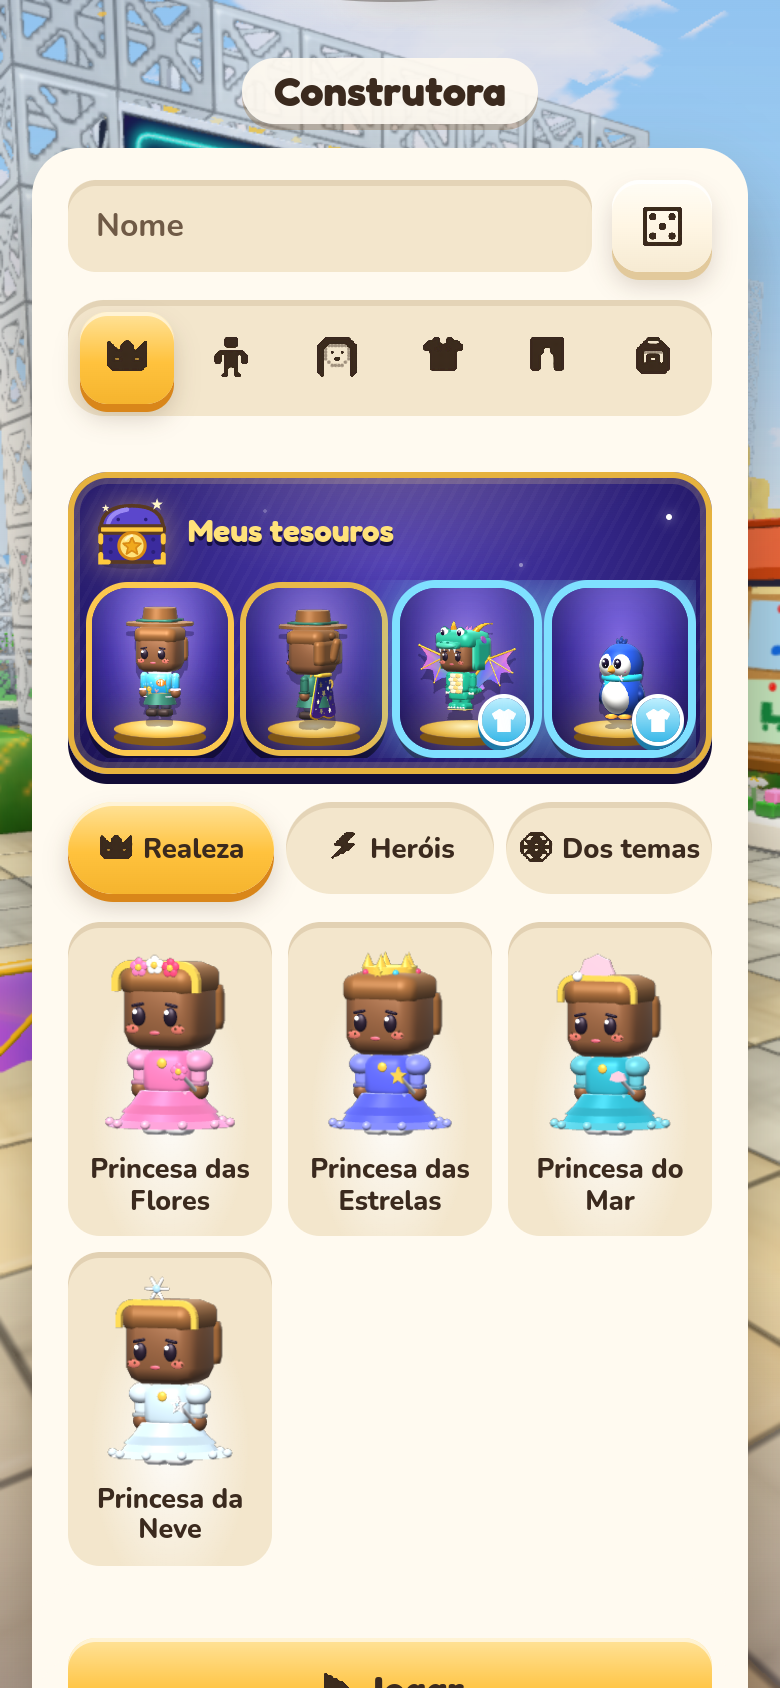 Construtora
Nome
Meus tesouros
Realeza
Heróis
Dos temas
Princesa das
Flores
Princesa das
Estrelas
Princesa do
Mar
Princesa da
Neve
Jogar